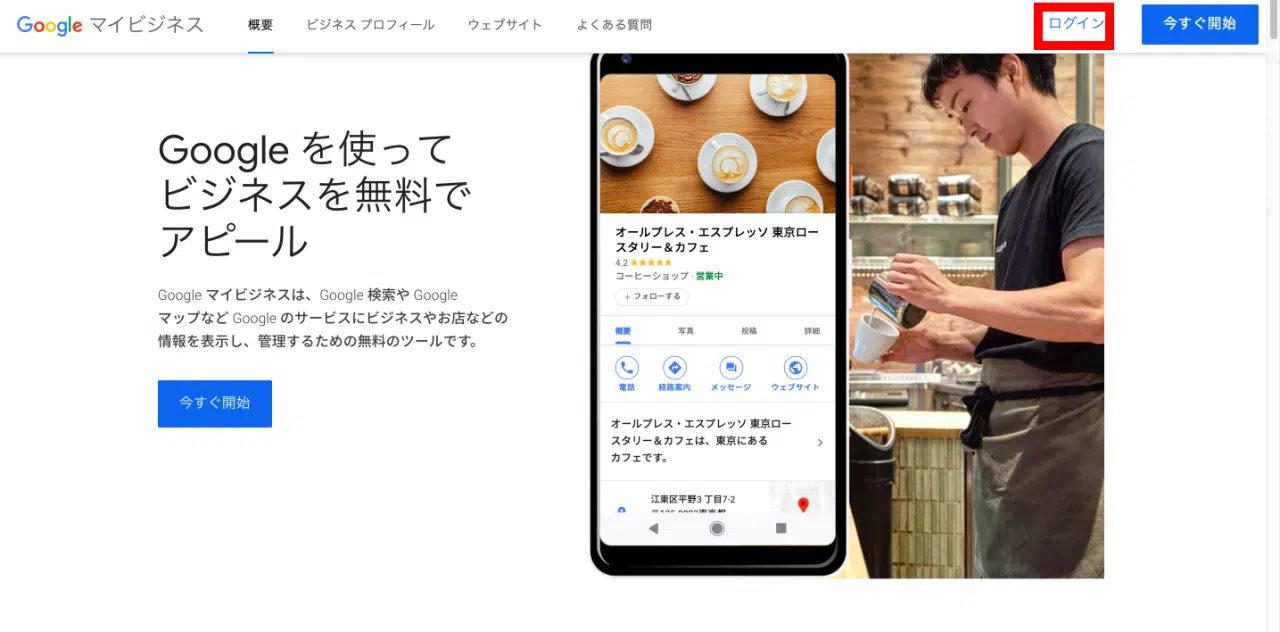 Google マイビジネス
概要
ビジネス プロフィール
ウェブサイト
よくある質問
ログイン
今すぐ開始
Google を使って
ビジネスを無料で
アピール
Google マイビジネスは、Google 検索や Google
マップなど Google のサービスにビジネスやお店などの
情報を表示し、管理するための無料のツールです。
今すぐ開始
オールプレス・エスプレッソ 東京ロー
スタリー＆カフェ
4.2 ★★★★★
コーヒーショップ · 営業中
+ フォローする
概要
写真
投稿
詳細
電話
経路案内
メッセージ
ウェブサイト
オールプレス・エスプレッソ 東京ロー
スタリー＆カフェは、東京にある
カフェです。
江東区平野3 丁目7-2